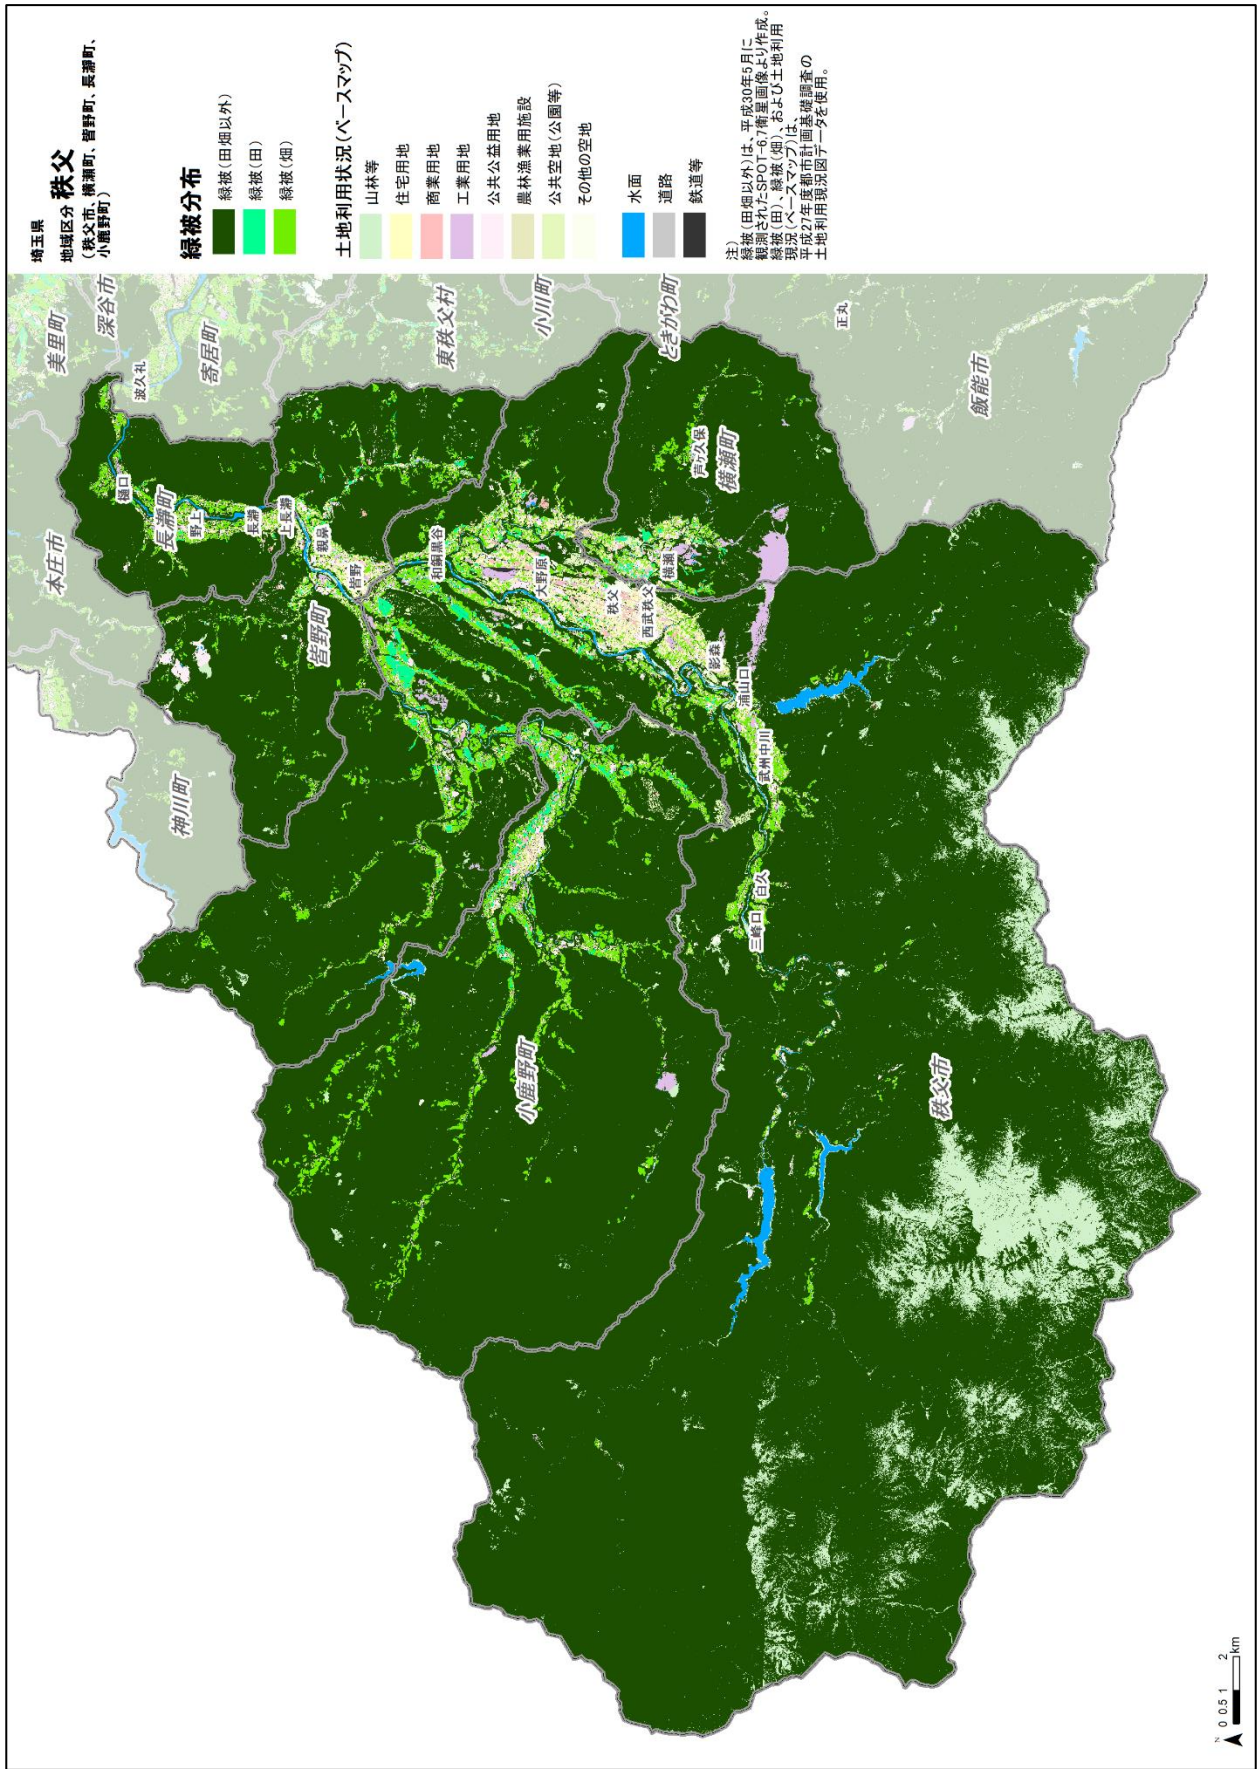 埼玉県
地域区分 秩父
(秩父市、横瀬町、皆野町、長瀞町、
小鹿野町)
緑被分布
緑被(田畑以外)
緑被(田)
緑被(畑)
土地利用状況(ベースマップ)
山林等
住宅用地
商業用地
工業用地
公共公益用地
農林漁業用施設
公共空地(公園等)
その他の空地
水面
道路
鉄道等
注)
緑被(田畑以外)は、平成30年5月に
観測されたSPOT-6,7衛星画像より作成。
緑被(田)、緑被(畑)、および土地利用
現況(ベースマップ)は、
平成27年度都市計画基礎調査の
土地利用現況図データを使用。
美里町
深谷市
波久礼
寄居町
東秩父村
小川町
ときがわ町
正丸
飯能市
本庄市
神川町
樋口
長瀞町
野上
長瀞
上長瀞
親鼻
皆野
皆野町
和銅黒谷
大野原
秩父
西武秩父
横瀬
芦ヶ久保
横瀬町
影森
浦山口
武州中川
白久
三峰口
小鹿野町
秩父市
N
0 0.5 1 2
km